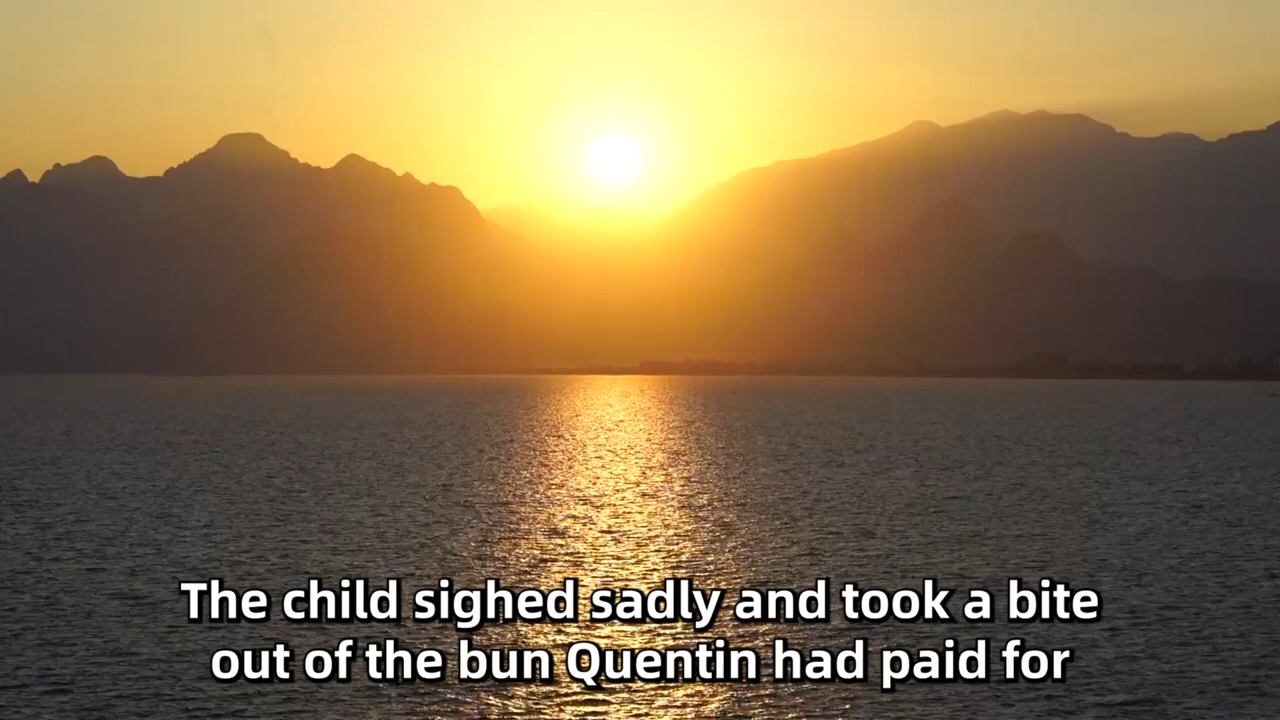 The child sighed sadly and took a bite
out of the bun Quentin had paid for